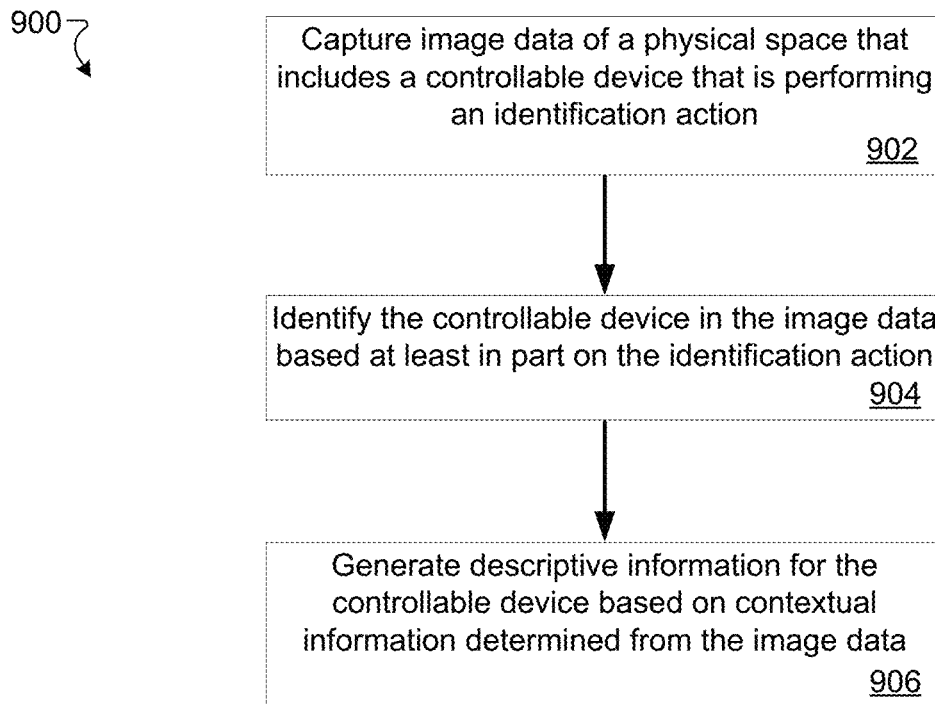 900
Capture image data of a physical space that
includes a controllable device that is performing
an identification action
902
Identify the controllable device in the image data
based at least in part on the identification action
904
Generate descriptive information for the
controllable device based on contextual
information determined from the image data
906